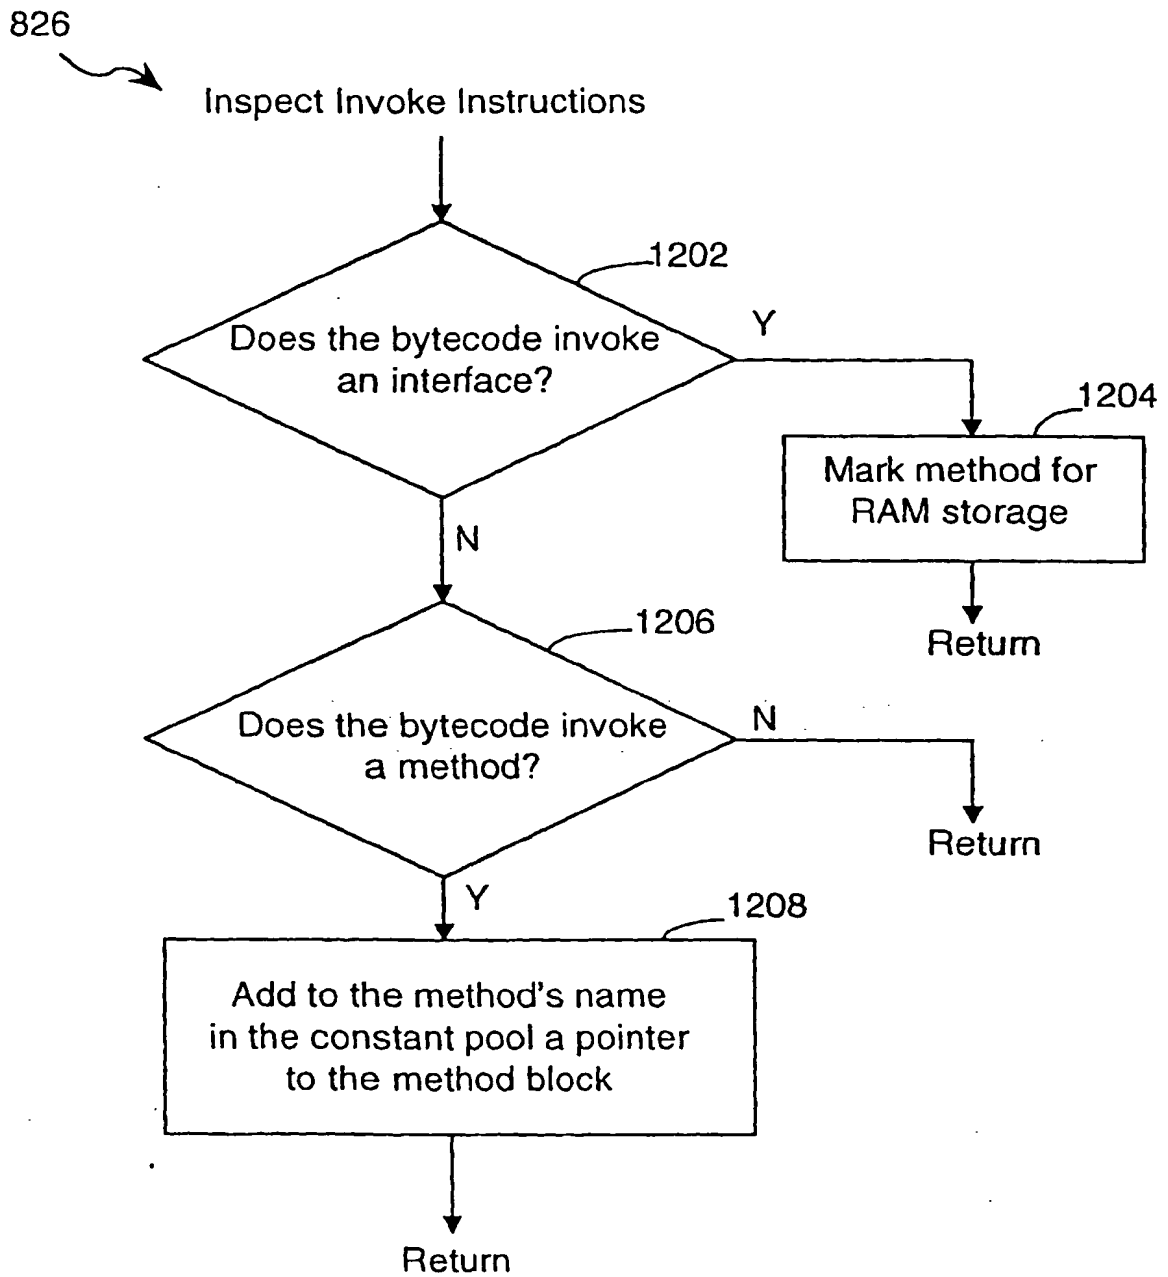 826
Inspect Invoke Instructions
1202
Does the bytecode invoke
an interface?
Y
1204
Mark method for
RAM storage
N
Return
1206
Does the bytecode invoke
a method?
N
Return
Y
1208
Add to the method's name
in the constant pool a pointer
to the method block
Return